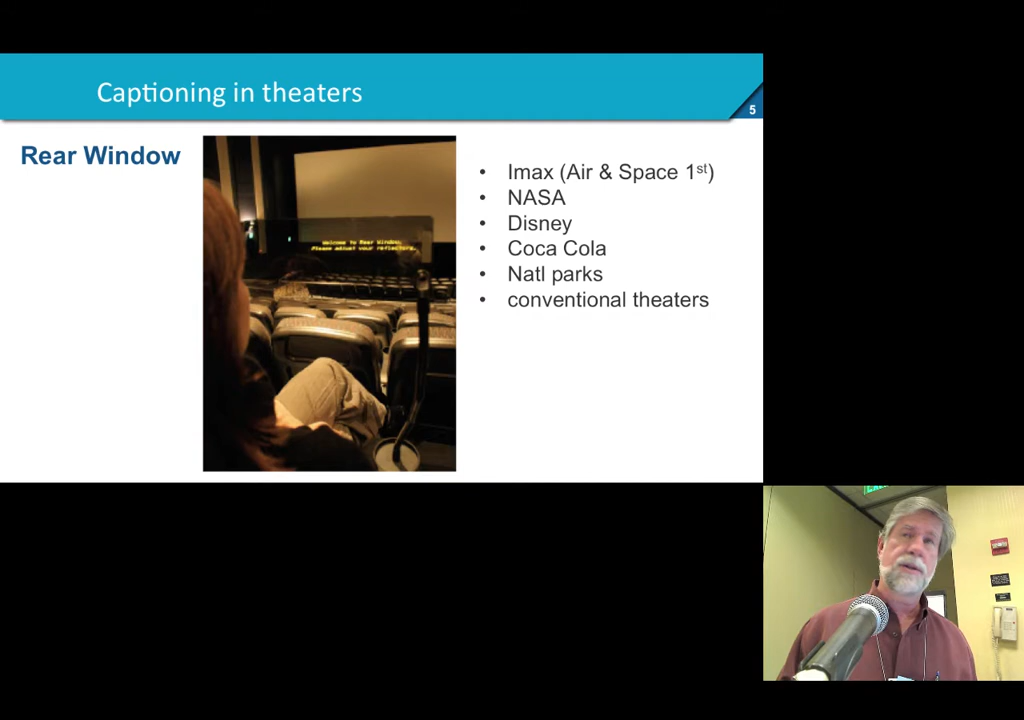 Captioning in theaters
5
Rear Window
Welcome to Rear Window.
Please adjust your reflector.
• Imax (Air & Space 1st)
• NASA
• Disney
• Coca Cola
• Natl parks
• conventional theaters